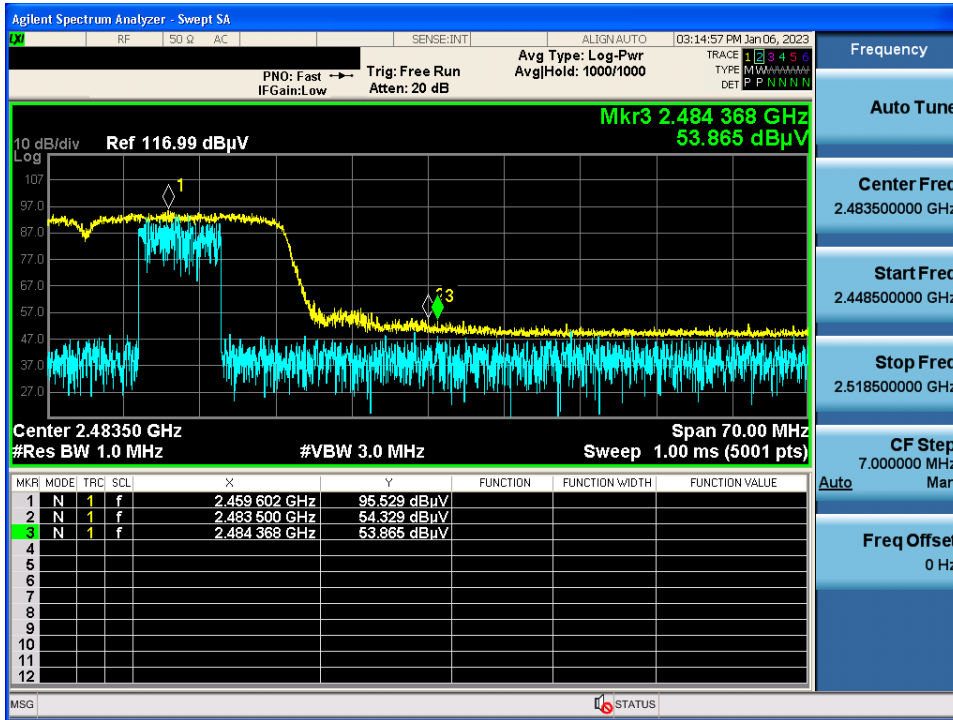 Agilent Spectrum Analyzer - Swept SA
LXI RF 50 Ω AC SENSE:INT ALIGN AUTO 03:14:57 PM Jan 06, 2023
Frequency
PNO: Fast
IFGain:Low
Trig: Free Run
Atten: 20 dB
Avg Type: Log-Pwr
Avg|Hold: 1000/1000
TRACE 1 2 3 4 5 6
TYPE M W W W W W
DET P P N N N N
Auto Tune
Mkr3 2.484 368 GHz
53.865 dBµV
10 dB/div Ref 116.99 dBµV
Log
107
97.0
87.0
77.0
67.0
57.0
47.0
37.0
27.0
1
3
Center Freq
2.483500000 GHz
Start Freq
2.448500000 GHz
Stop Freq
2.518500000 GHz
Center 2.48350 GHz Span 70.00 MHz
#Res BW 1.0 MHz #VBW 3.0 MHz Sweep 1.00 ms (5001 pts)
CF Step
7.000000 MHz
Auto Man
MKR MODE TRC SCL X Y FUNCTION FUNCTION WIDTH FUNCTION VALUE
1 N 1 f 2.459 602 GHz 95.529 dBµV
2 N 1 f 2.483 500 GHz 54.329 dBµV
3 N 1 f 2.484 368 GHz 53.865 dBµV
4
5
6
7
8
9
10
11
12
Freq Offset
0 Hz
MSG STATUS